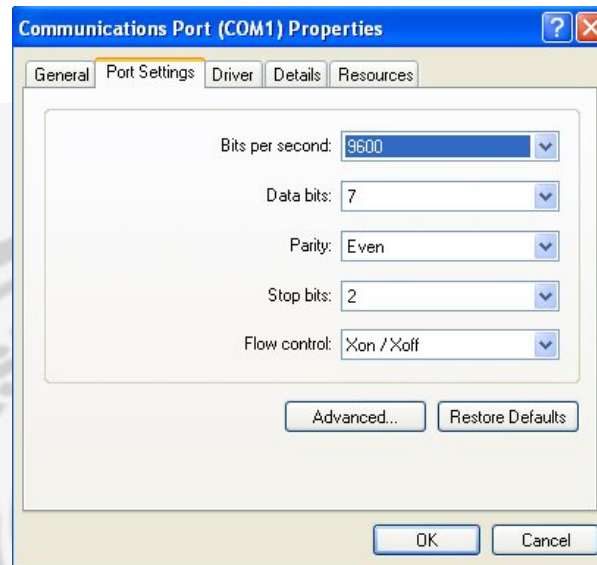 Communications Port (COM1) Properties
General Port Settings Driver Details Resources
Bits per second: 9600
Data bits: 7
Parity: Even
Stop bits: 2
Flow control: Xon / Xoff
Advanced... Restore Defaults
OK Cancel